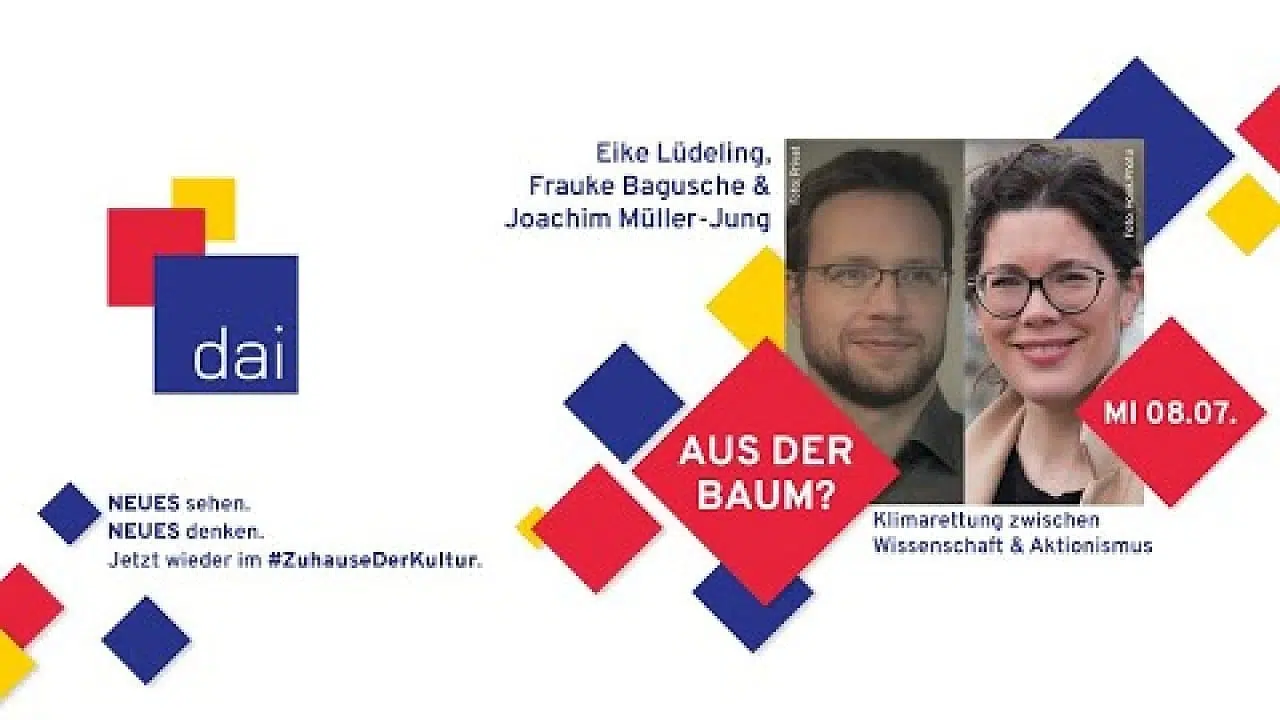 dai
NEUES sehen.
NEUES denken.
Jetzt wieder im #ZuhauseDerKultur.
Eike Lüdeling,
Frauke Bagusche &
Joachim Müller-Jung
Foto: Privat
Foto:
AUS DER
BAUM?
MI 08.07.
Klimarettung zwischen
Wissenschaft & Aktionismus